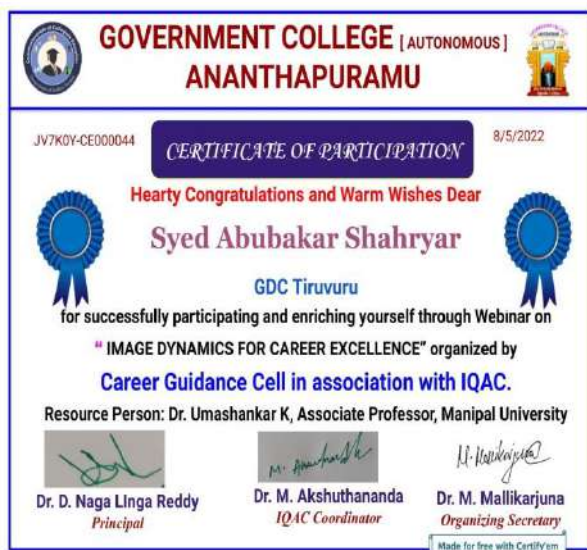 GOVERNMENT COLLEGE [ AUTONOMOUS ]
ANANTHAPURAMU
JV7K0Y-CE000044
CERTIFICATE OF PARTICIPATION
8/5/2022
Hearty Congratulations and Warm Wishes Dear
Syed Abubakar Shahryar
GDC Tiruvuru
for successfully participating and enriching yourself through Webinar on
" IMAGE DYNAMICS FOR CAREER EXCELLENCE" organized by
Career Guidance Cell in association with IQAC.
Resource Person: Dr. Umashankar K, Associate Professor, Manipal University
M. Mallikarjuna
Dr. D. Naga LInga Reddy
Principal
Dr. M. Akshuthananda
IQAC Coordinator
Dr. M. Mallikarjuna
Organizing Secretary
Made for free with Certify'em